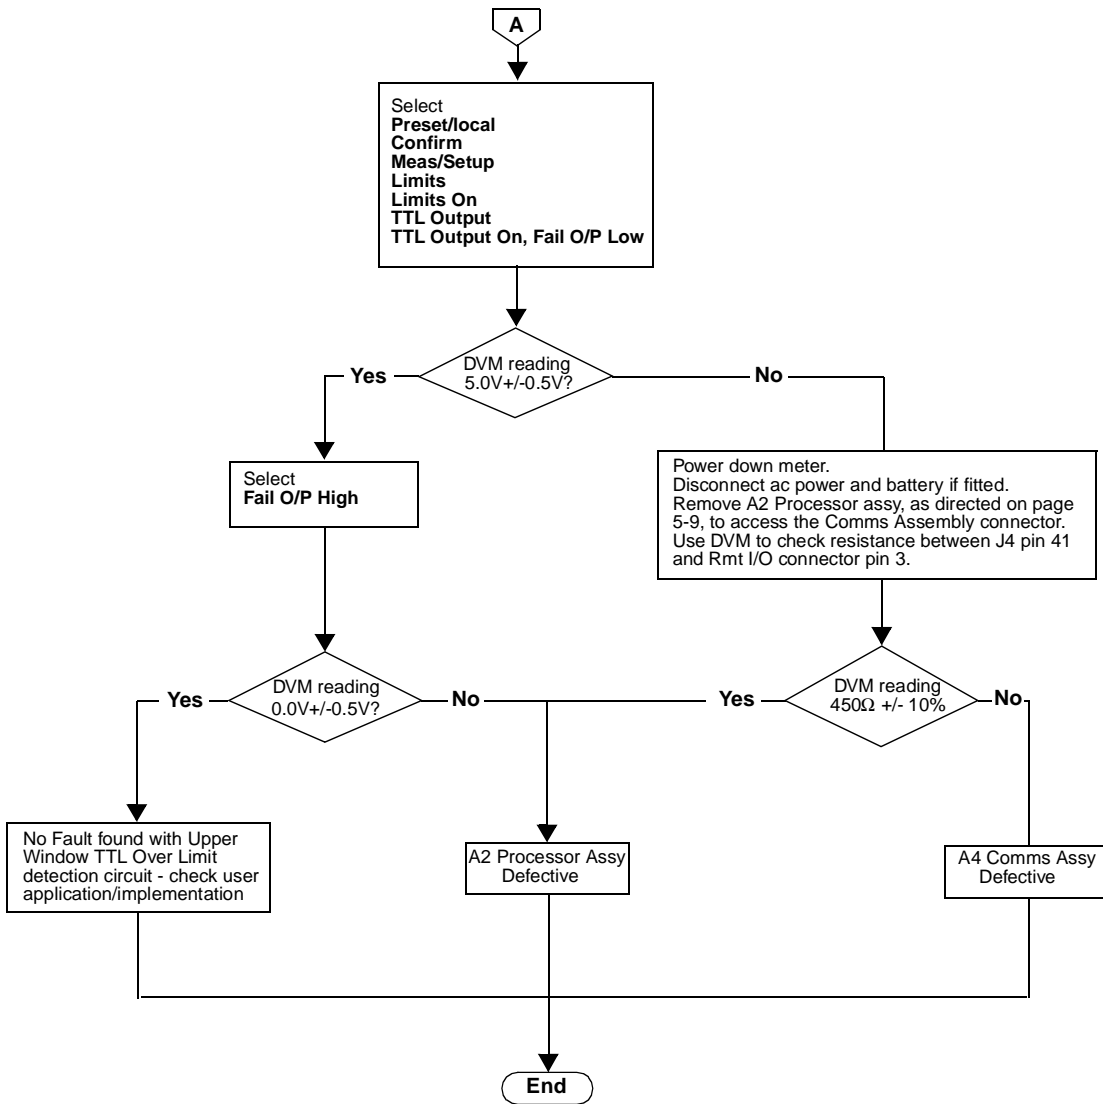 A
Select
Preset/local
Confirm
Meas/Setup
Limits
Limits On
TTL Output
TTL Output On, Fail O/P Low
DVM reading
5.0V+/-0.5V?
Yes
No
Select
Fail O/P High
Power down meter.
Disconnect ac power and battery if fitted.
Remove A2 Processor assy, as directed on page
5-9, to access the Comms Assembly connector.
Use DVM to check resistance between J4 pin 41
and Rmt I/O connector pin 3.
DVM reading
0.0V+/-0.5V?
Yes
No
DVM reading
450Ω +/- 10%
Yes
No
No Fault found with Upper
Window TTL Over Limit
detection circuit - check user
application/implementation
A2 Processor Assy
Defective
A4 Comms Assy
Defective
End